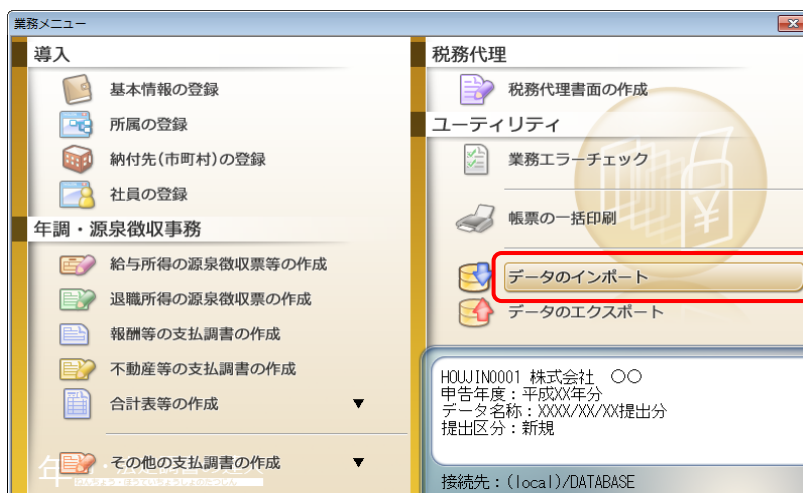 業務メニュー
導入
基本情報の登録
所属の登録
納付先(市町村)の登録
社員の登録
年調・源泉徴収事務
給与所得の源泉徴収票等の作成
退職所得の源泉徴収票の作成
報酬等の支払調書の作成
不動産等の支払調書の作成
合計表等の作成 ▼
その他の支払調書の作成 ▼
税務代理
税務代理書面の作成
ユーティリティ
業務エラーチェック
帳票の一括印刷
データのインポート
データのエクスポート
HOUJIN0001 株式会社 ○○
申告年度：平成XX年分
データ名称：XXXX/XX/XX提出分
提出区分：新規
接続先：(local)/DATABASE